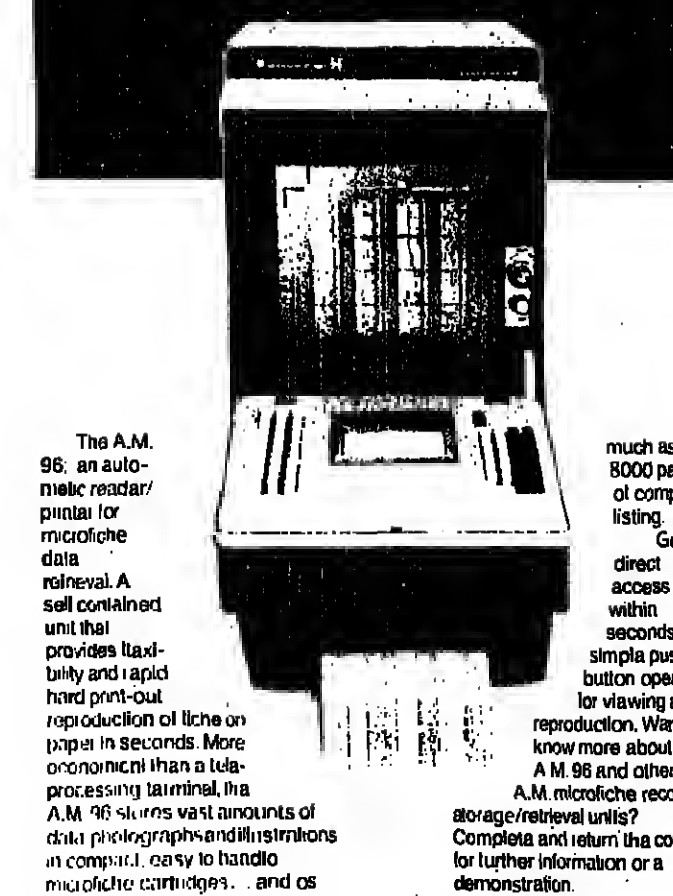 The A.M.
96: an auto-
matic reader/
printer for
microfiche
data
retrieval. A
self contained
unit that
provides flexi-
bility and rapid
hard print-out
reproduction of fiche on
paper in seconds. More
economical than a tele-
processing terminal, the
A.M. 96 stores vast amounts of
data photographs and illustrations
in compact, easy to handle
microfiche cartridges. . . and as
much as
8000 pa
of comp
listing.
Ge
direct
access
within
seconds
simple pus
button oper
for viewing a
reproduction. Wan
know more about
A M. 96 and other
A.M. microfiche reco
storage/retrieval units?
Complete and return the co
for further information or a
demonstration.